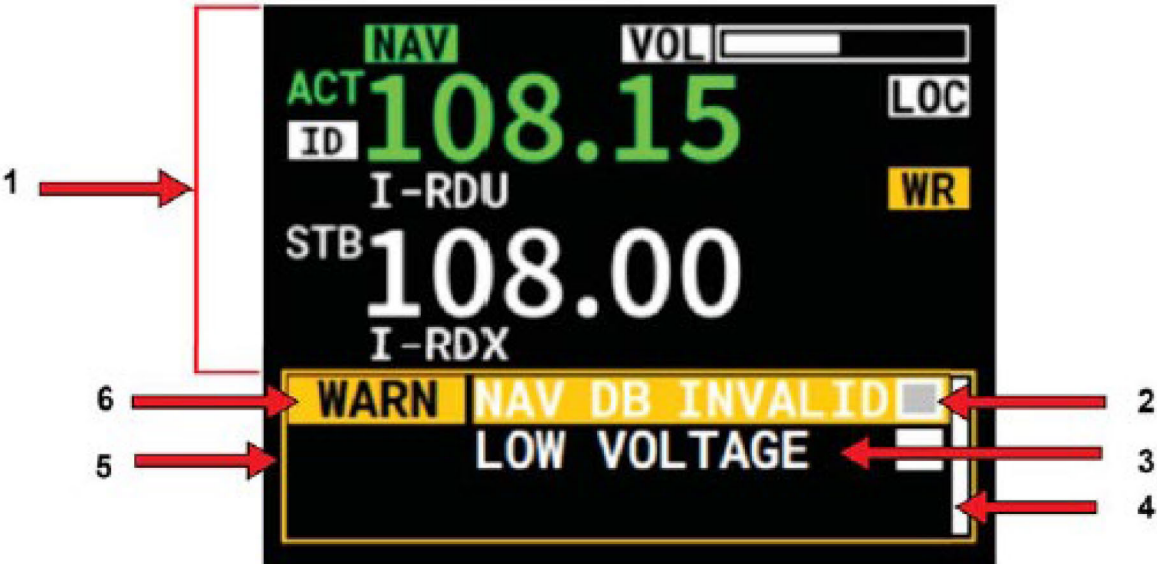 NAV VOL
ACT 108.15 LOC
ID
1
I-RDU WR
STB 108.00
I-RDX
6 WARN NAV DB INVALID 2
5 LOW VOLTAGE 3
4